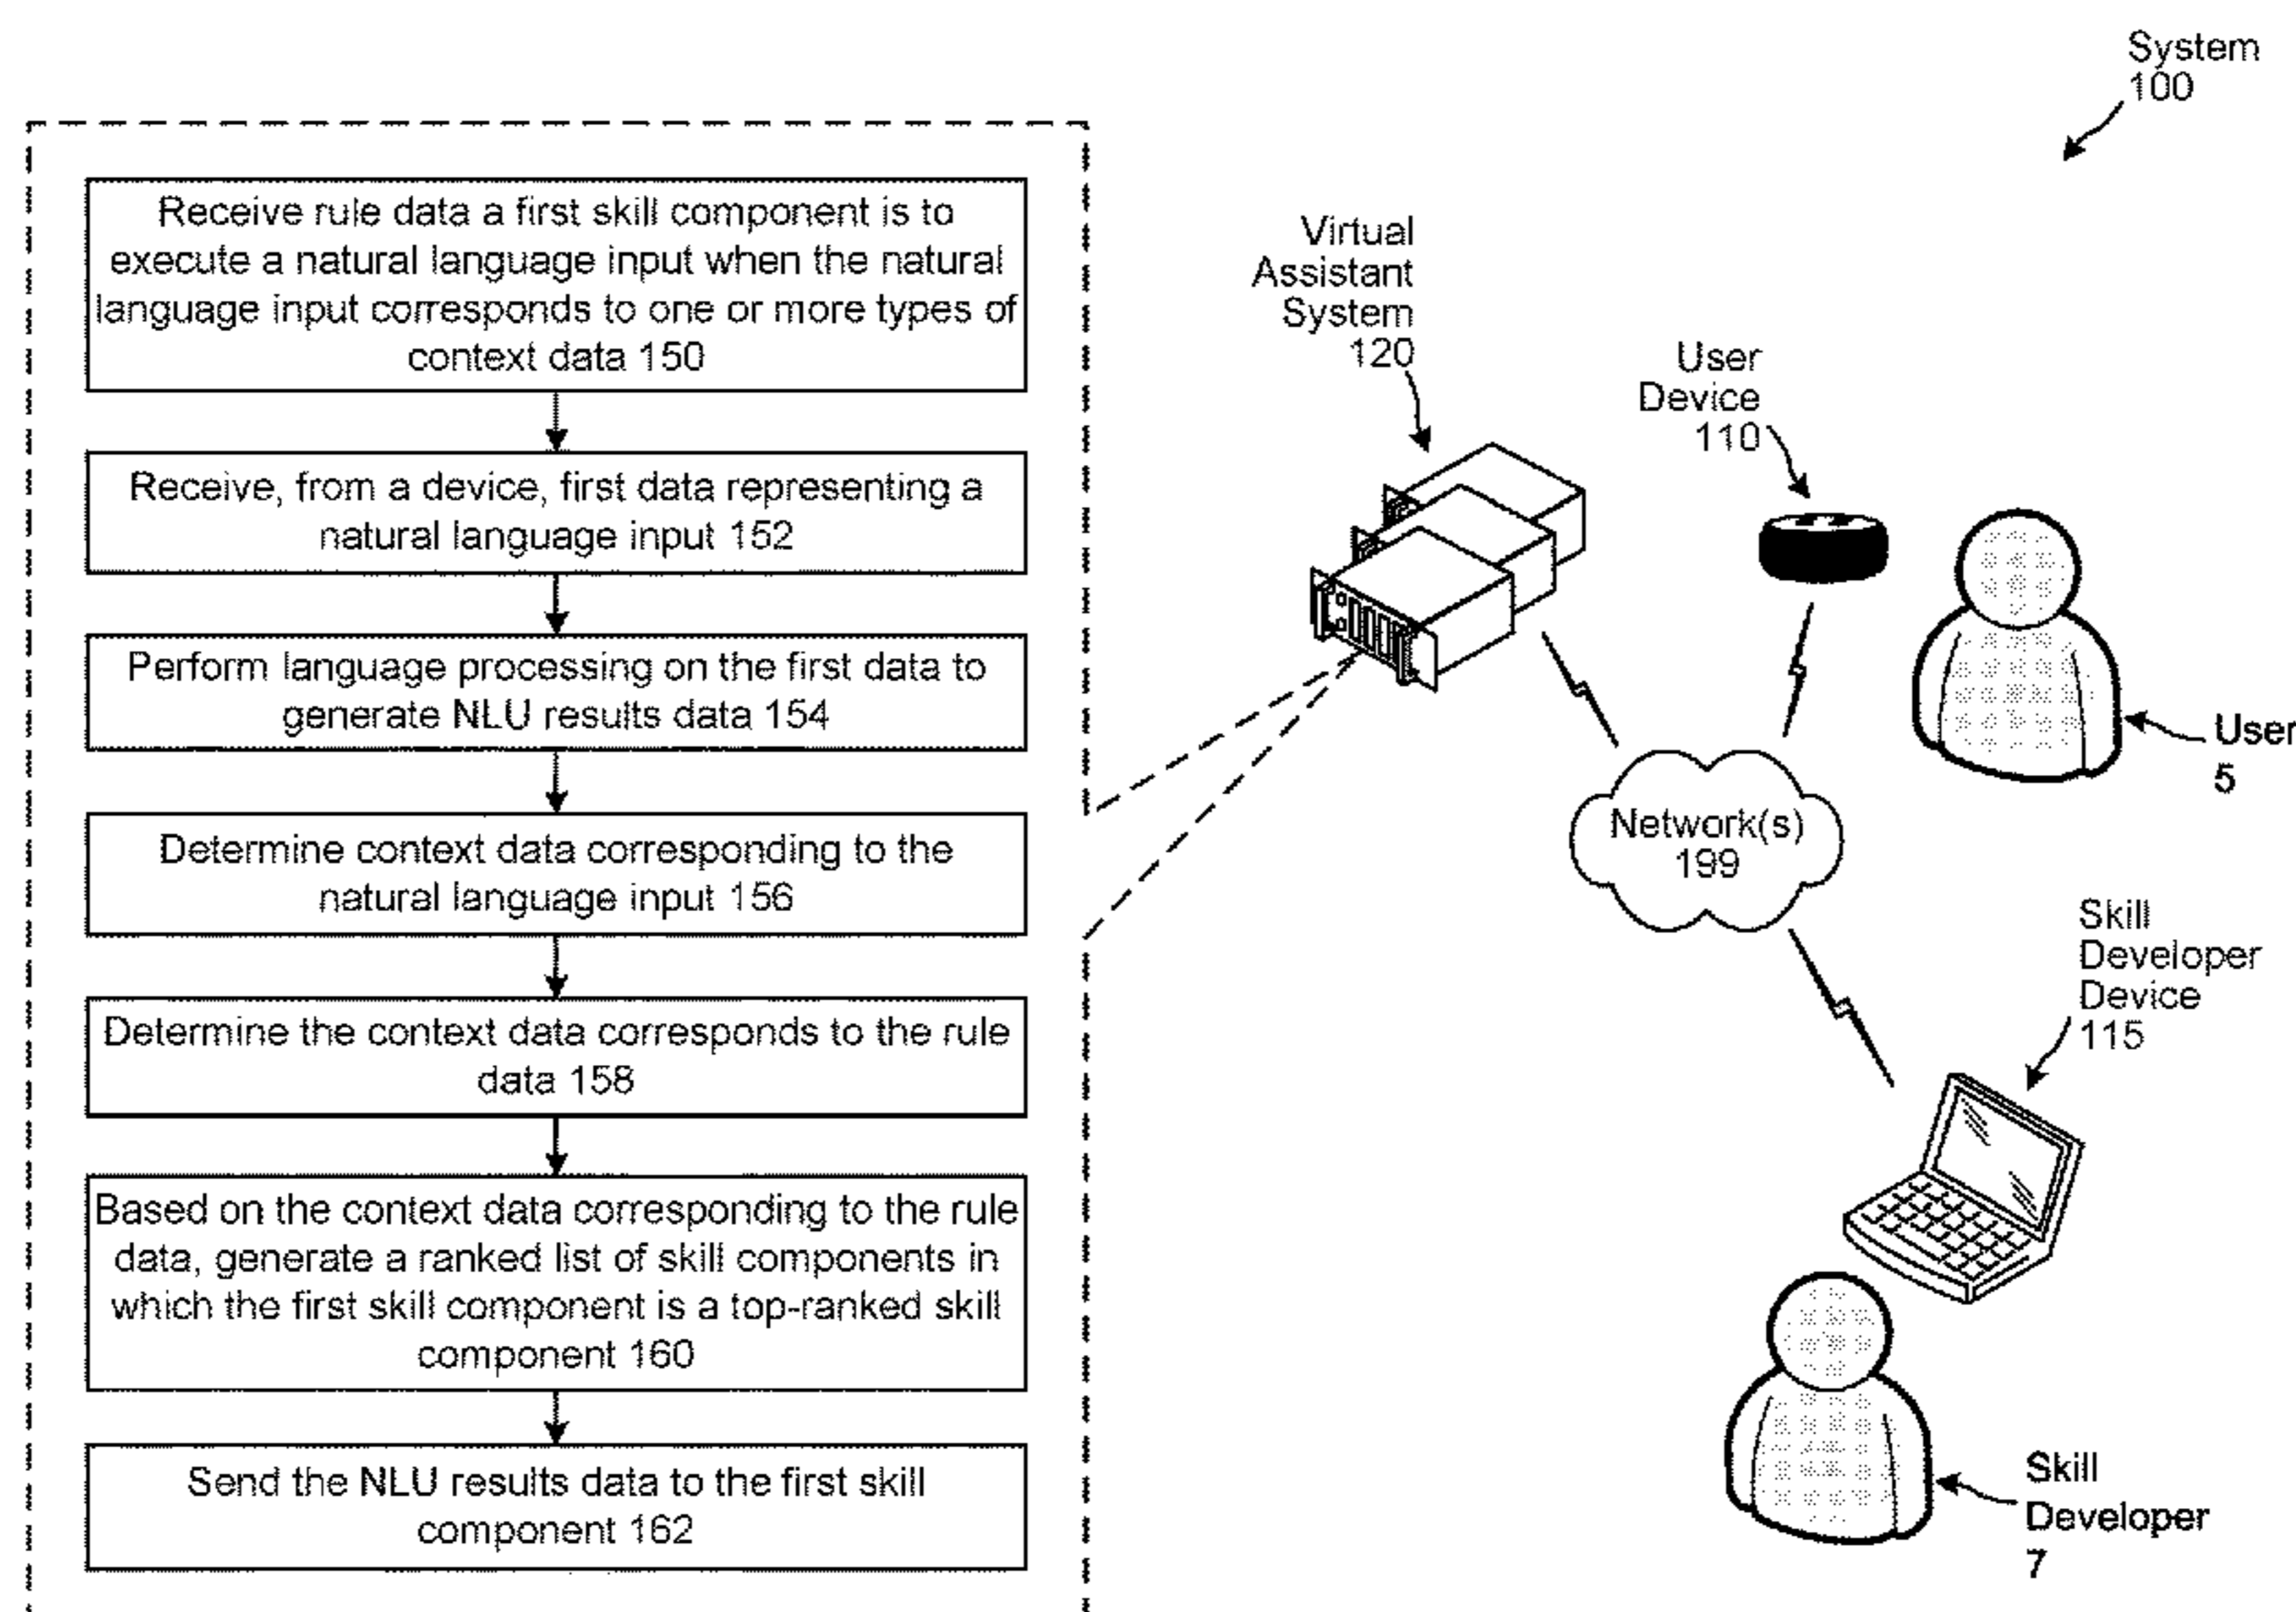 System
100
Receive rule data a first skill component is to
execute a natural language input when the natural
language input corresponds to one or more types of
context data 150
Receive, from a device, first data representing a
natural language input 152
Perform language processing on the first data to
generate NLU results data 154
Determine context data corresponding to the
natural language input 156
Determine the context data corresponds to the rule
data 158
Based on the context data corresponding to the rule
data, generate a ranked list of skill components in
which the first skill component is a top-ranked skill
component 160
Send the NLU results data to the first skill
component 162
Virtual
Assistant
System
120
User
Device
110
User
5
Network(s)
199
Skill
Developer
Device
115
Skill
Developer
7